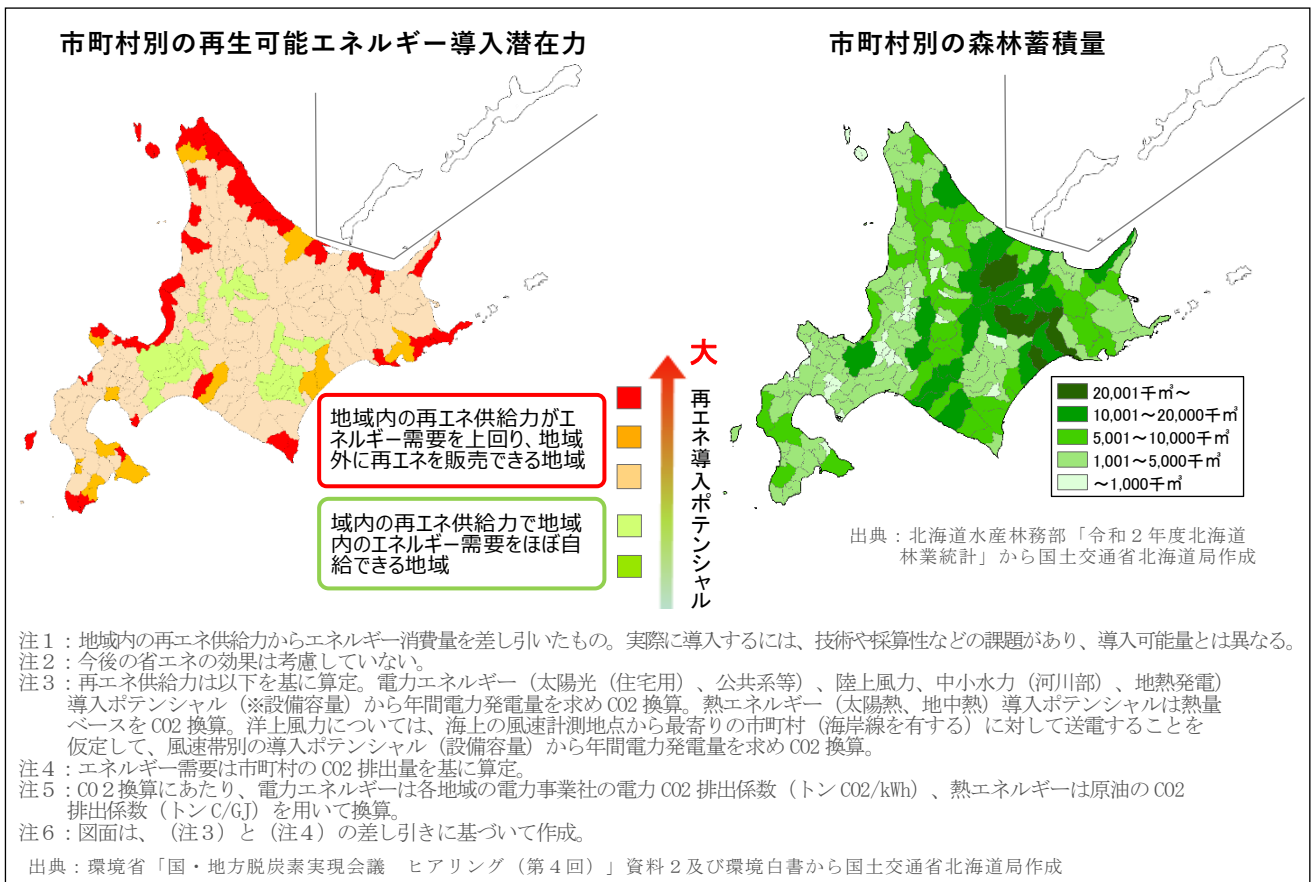 市町村別の再生可能エネルギー導入潜在力
市町村別の森林蓄積量
大
再エネ導入ポテンシャル
地域内の再エネ供給力がエ
ネルギー需要を上回り、地域
外に再エネを販売できる地域
域内の再エネ供給力で地域
内のエネルギー需要をほぼ自
給できる地域
20,001千㎥～
10,001～20,000千㎥
5,001～10,000千㎥
1,001～5,000千㎥
～1,000千㎥
出典：北海道水産林務部「令和２年度北海道
林業統計」から国土交通省北海道局作成
注１：地域内の再エネ供給力からエネルギー消費量を差し引いたもの。実際に導入するには、技術や採算性などの課題があり、導入可能量とは異なる。
注２：今後の省エネの効果は考慮していない。
注３：再エネ供給力は以下を基に算定。電力エネルギー（太陽光（住宅用）、公共系等）、陸上風力、中小水力（河川部）、地熱発電）
導入ポテンシャル（※設備容量）から年間発電量を求め CO2 換算。熱エネルギー（太陽熱、地中熱）導入ポテンシャルは熱量
ベースを CO2 換算。洋上風力については、海上の風速計測地点から最寄りの市町村（海岸線を有する）に対して送電することを
仮定して、風速帯別の導入ポテンシャル（設備容量）から年間電力発電量を求め CO2 換算。
注４：エネルギー需要は市町村の CO2 排出量を基に算定。
注５：CO２換算にあたり、電力エネルギーは各地域の電力事業社の電力 CO2 排出係数（トン CO2/kWh）、熱エネルギーは原油の CO2
排出係数（トン C/GJ）を用いて換算。
注６：図面は、（注３）と（注４）の差し引きに基づいて作成。
出典：環境省「国・地方脱炭素実現会議　ヒアリング（第４回）」資料２及び環境白書から国土交通省北海道局作成